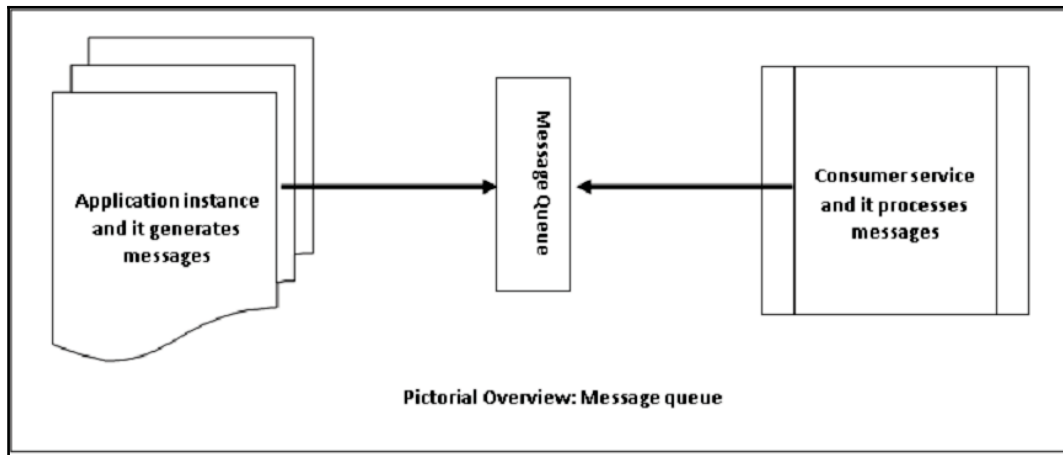 Application instance
and it generates
messages
Message Queue
Consumer service
and it processes
messages
Pictorial Overview: Message queue